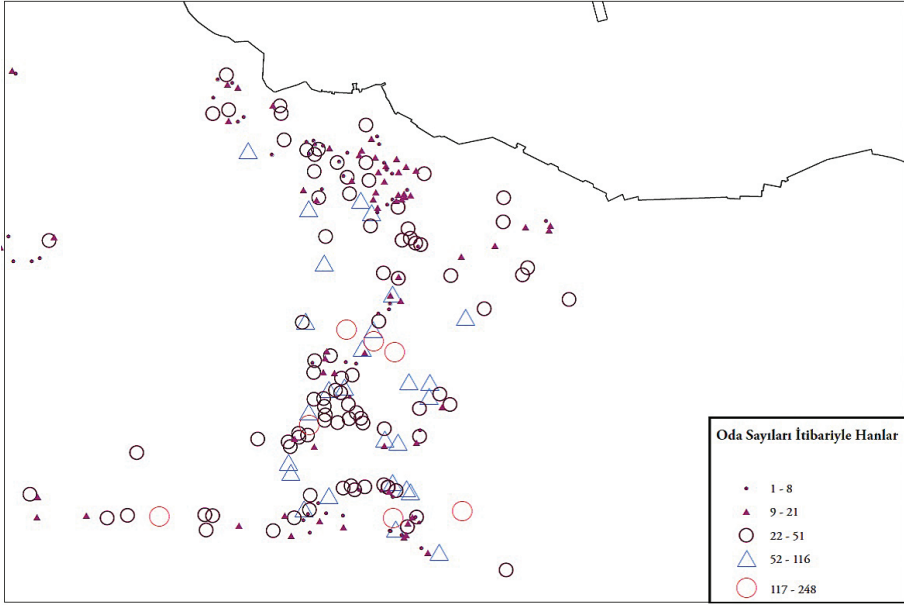 Oda Sayıları İtibariyle Hanlar
1 - 8
9 - 21
22 - 51
52 - 116
117 - 248